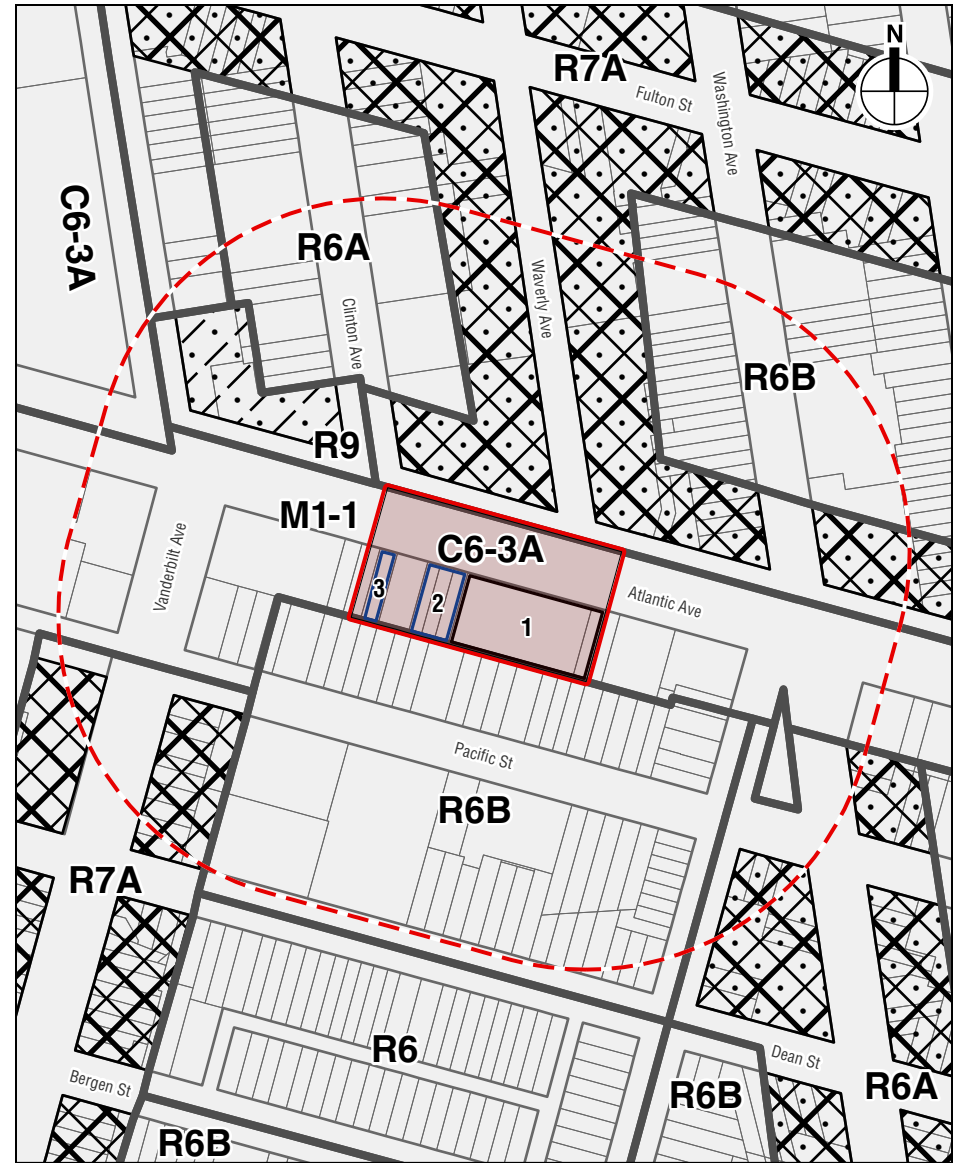 N
R7A
Fulton St
Washington Ave
C6-3A
R6A
Clinton Ave
Waverly Ave
R6B
R9
M1-1
C6-3A
Vanderbilt Ave
3
2
1
Atlantic Ave
Pacific St
R6B
R7A
R6
Dean St
Bergen St
R6B
R6A
R6B